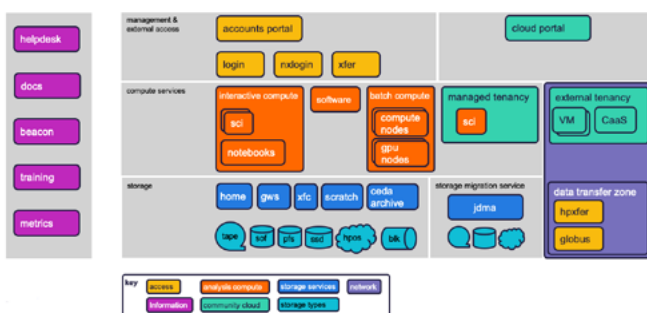 helpdesk
docs
beacon
training
metrics
management &
external access
accounts portal
login nxlogin xfer
cloud portal
compute services
interactive compute
sci
notebooks
software
batch compute
compute
nodes
gpu
nodes
managed tenancy
sci
external tenancy
VM CaaS
storage
home gws xfc scratch ceda
archive
tape sof pfs ssd hpos blk
storage migration service
jdma
data transfer zone
hpxfer
globus
key
access analysis compute storage services network
Information community cloud storage types